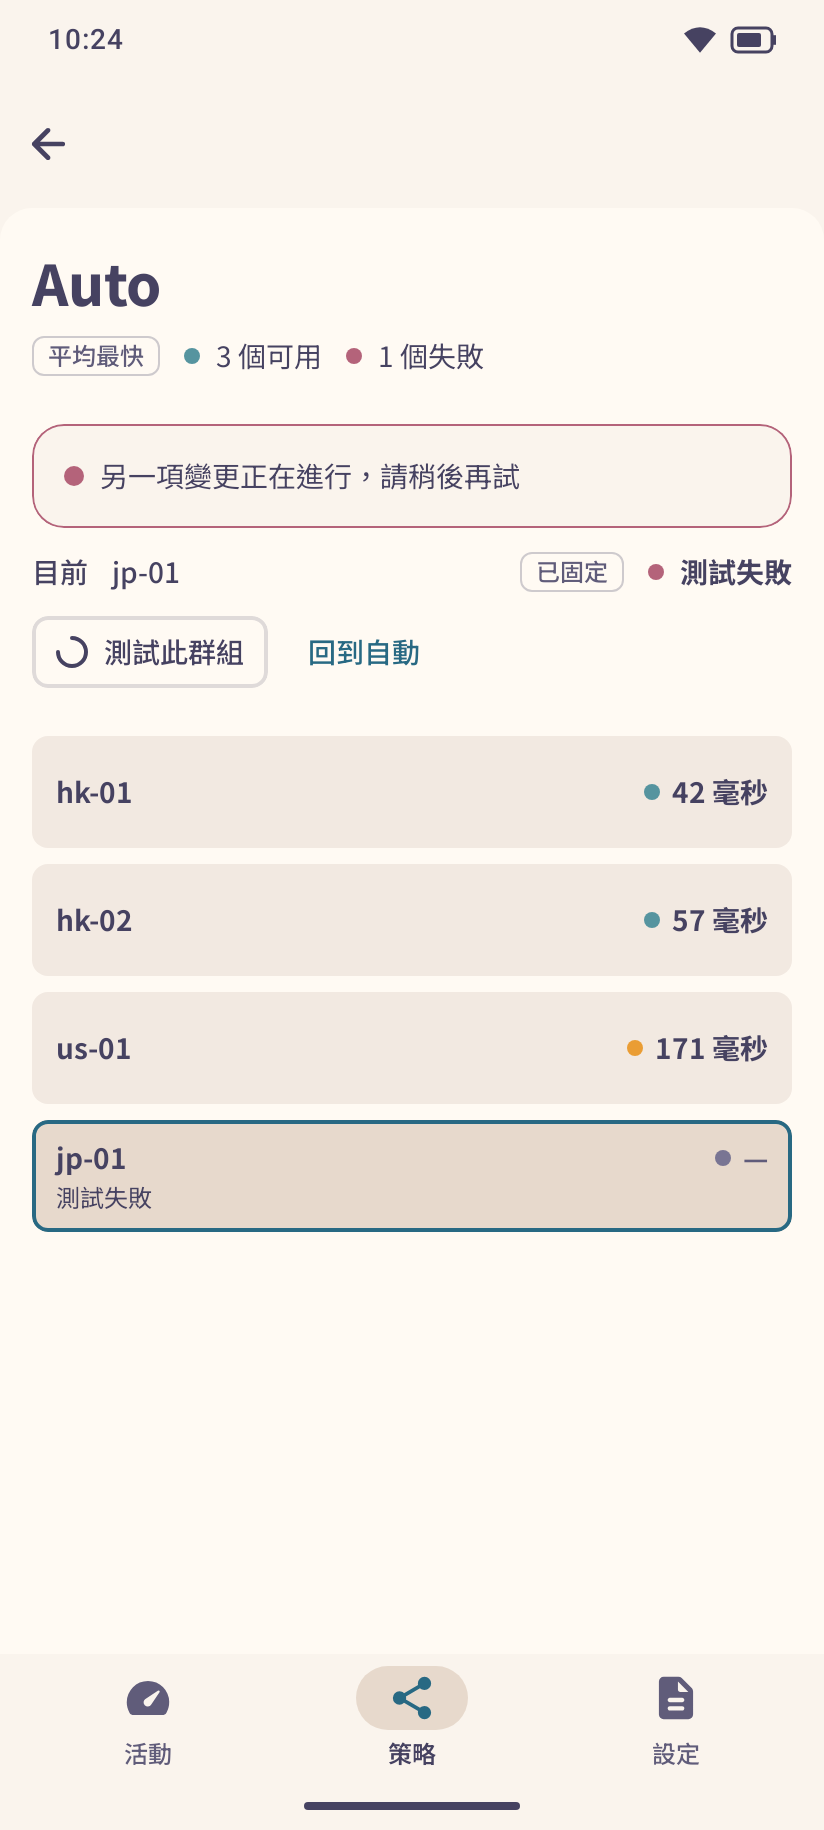 10:24
Auto
平均最快 3 個可用 1 個失敗
另一項變更正在進行，請稍後再試
目前 jp-01 已固定 測試失敗
測試此群組 回到自動
hk-01 42 毫秒
hk-02 57 毫秒
us-01 171 毫秒
jp-01 —
測試失敗
活動 策略 設定